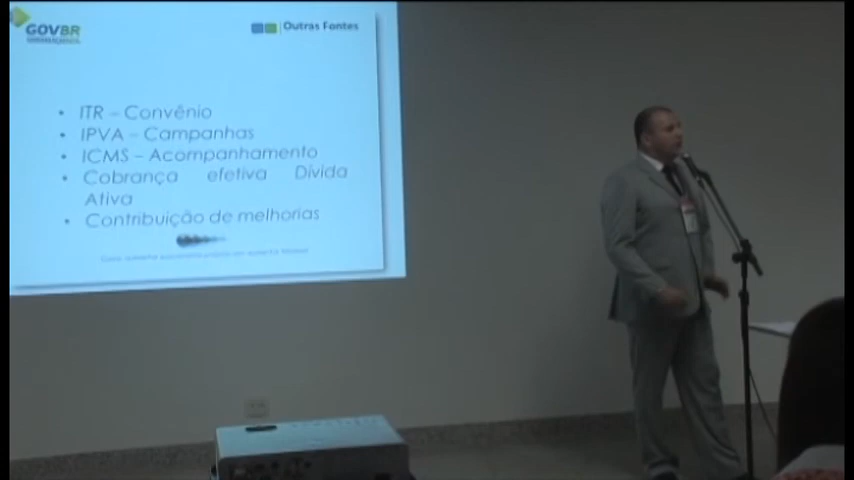 GOVBR
Outras Fontes
• ITR – Convênio
• IPVA – Campanhas
• ICMS – Acompanhamento
• Cobrança efetiva Dívida
Ativa
• Contribuição de melhorias